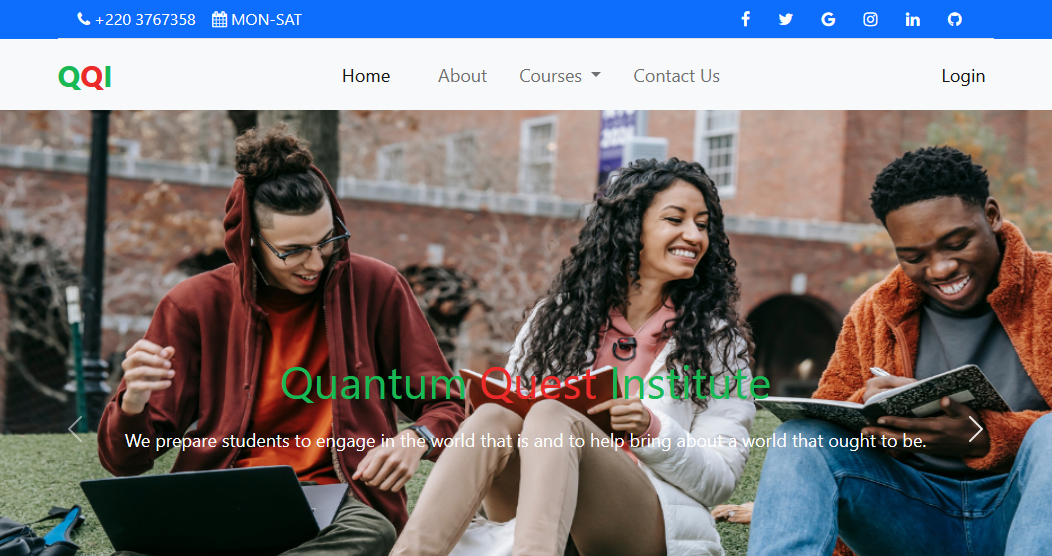 +220 3767358 MON-SAT
QQI Home About Courses Contact Us Login
Quantum Quest Institute
We prepare students to engage in the world that is and to help bring about a world that ought to be.